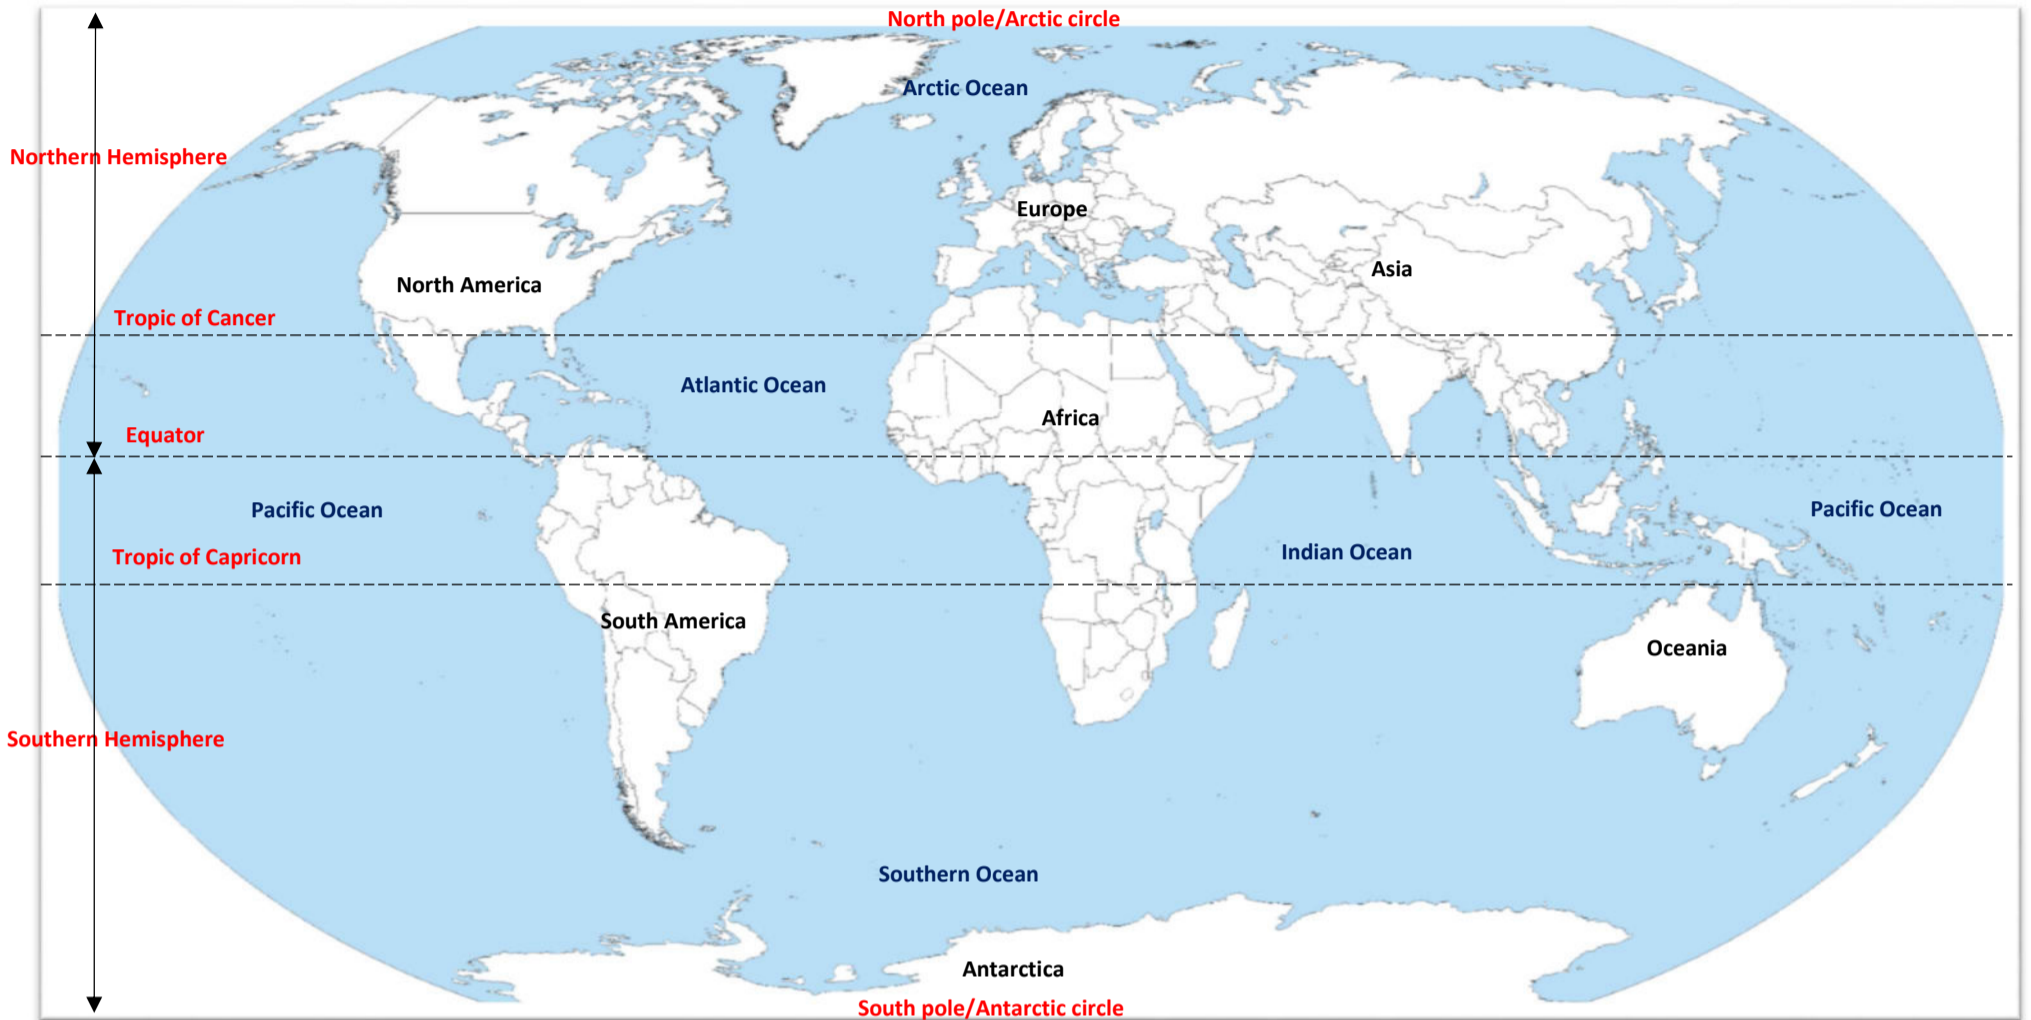 North pole/Arctic circle
Arctic Ocean
Northern Hemisphere
Europe
Asia
North America
Tropic of Cancer
Atlantic Ocean
Africa
Equator
Pacific Ocean
Pacific Ocean
Indian Ocean
Tropic of Capricorn
South America
Oceania
Southern Hemisphere
Southern Ocean
Antarctica
South pole/Antarctic circle